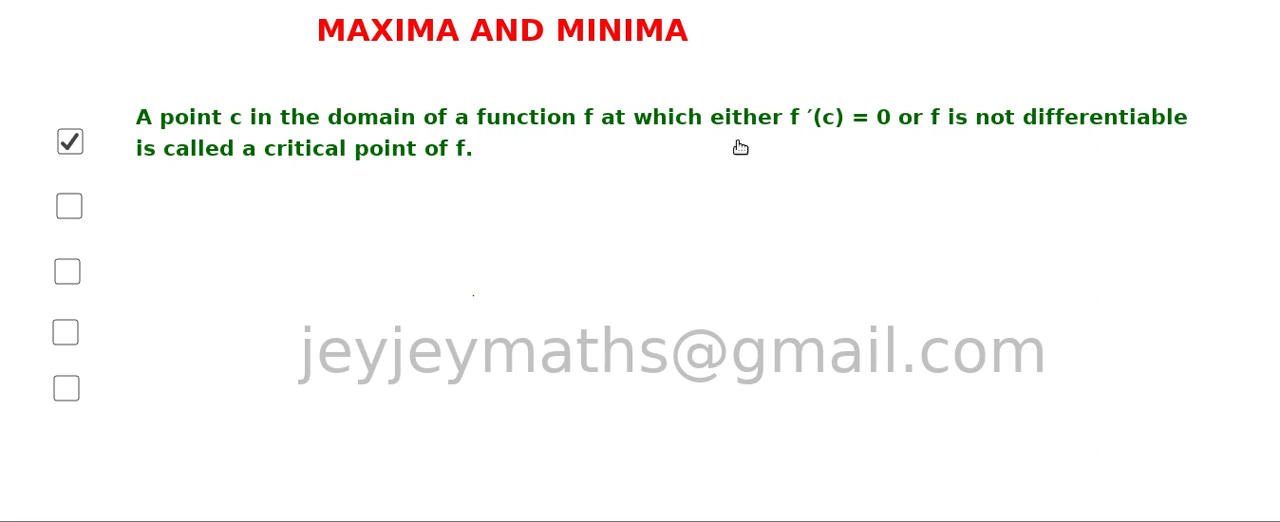 MAXIMA AND MINIMA
A point c in the domain of a function f at which either f ′(c) = 0 or f is not differentiable
is called a critical point of f.
jeyjeymaths@gmail.com